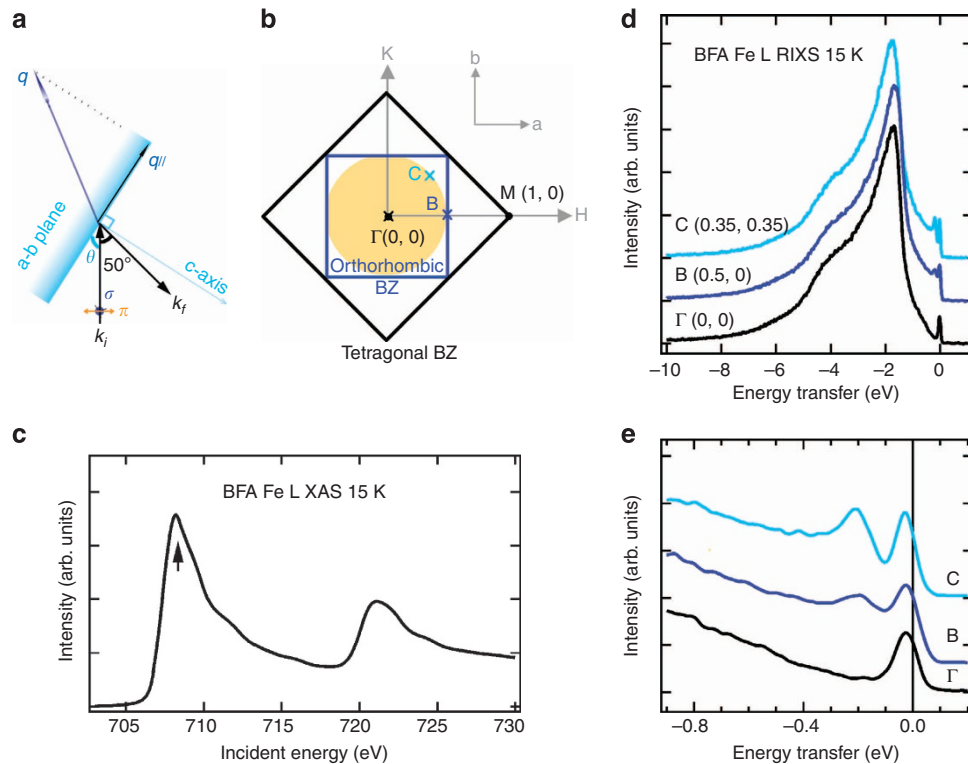 a
q
q//
a-b plane
θ
50°
c-axis
σ
π
k_f
k_i
b
K
b
a
C
B
M (1, 0)
H
Γ(0, 0)
Orthorhombic
BZ
Tetragonal BZ
c
BFA Fe L XAS 15 K
Intensity (arb. units)
705 710 715 720 725 730
Incident energy (eV)
d
BFA Fe L RIXS 15 K
Intensity (arb. units)
C (0.35, 0.35)
B (0.5, 0)
Γ (0, 0)
−10 −8 −6 −4 −2 0
Energy transfer (eV)
e
Intensity (arb. units)
C
B
Γ
−0.8 −0.4 0.0
Energy transfer (eV)